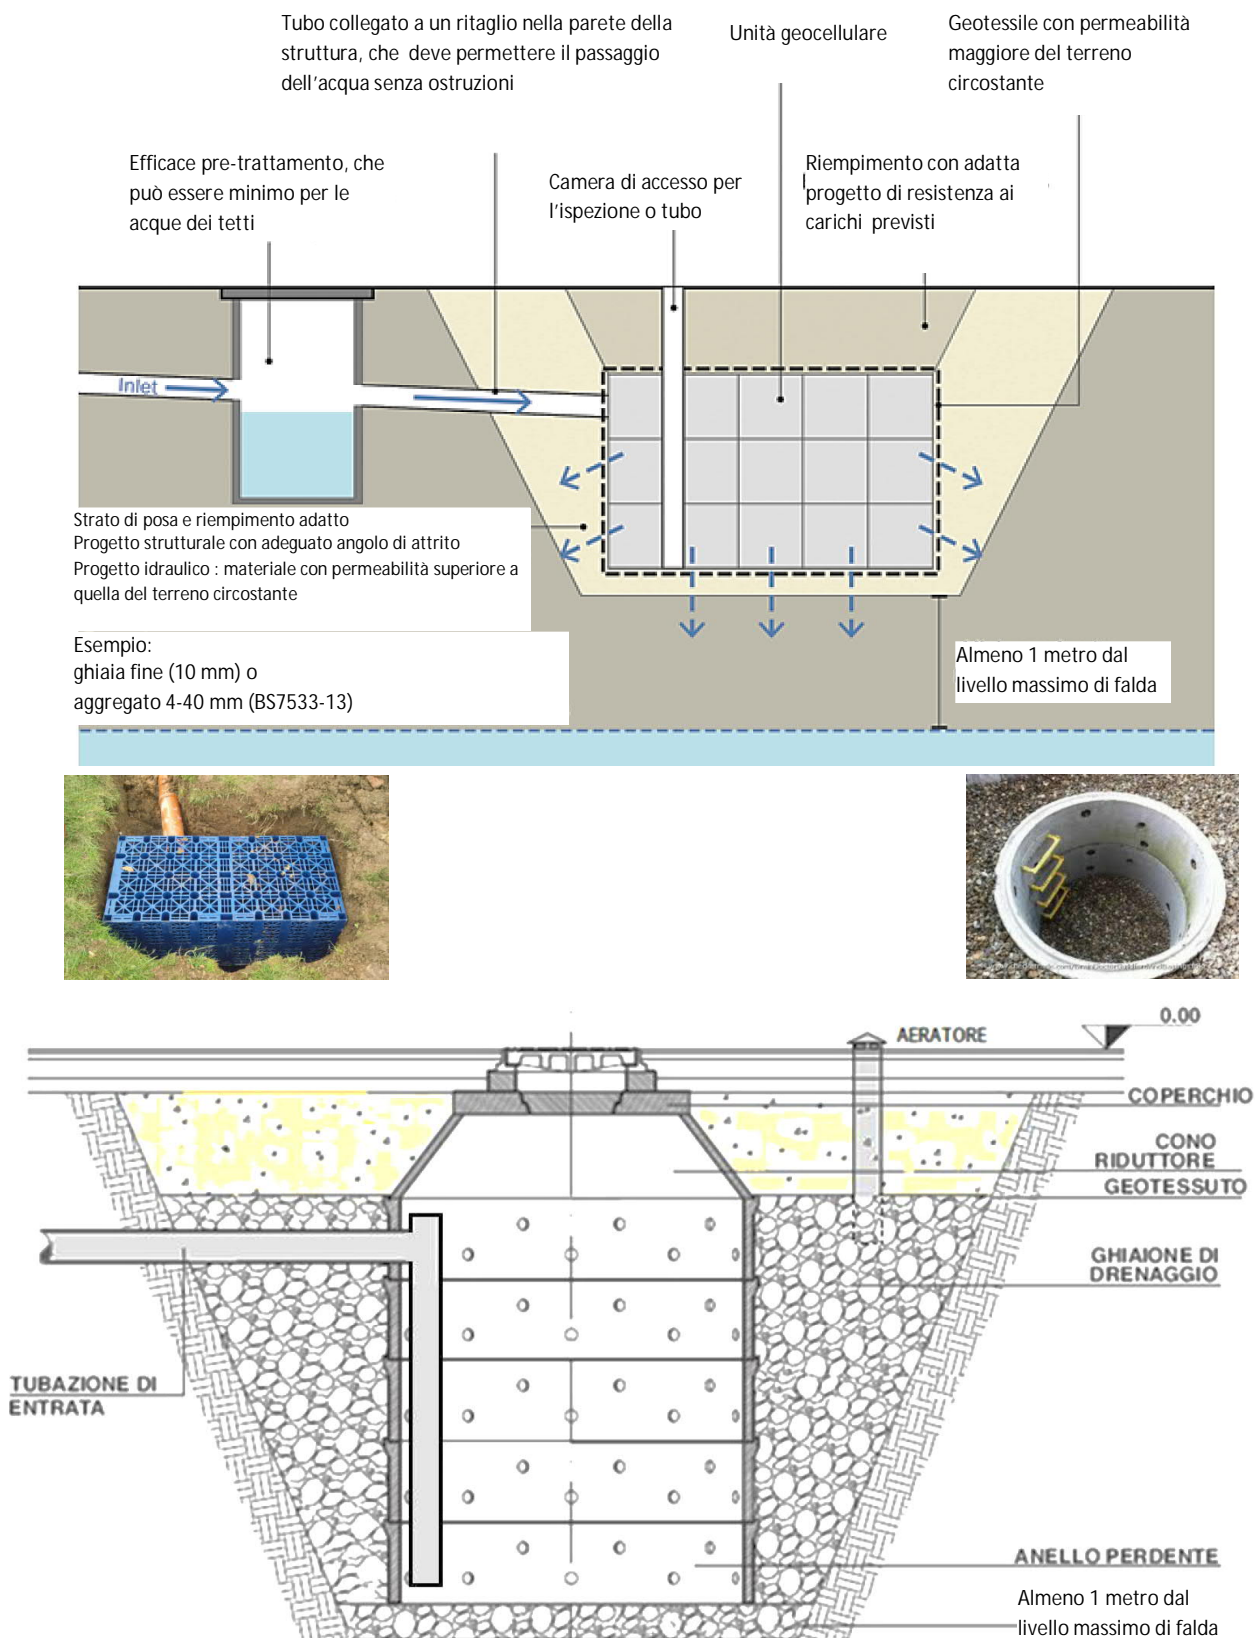 Tubo collegato a un ritaglio nella parete della
struttura, che deve permettere il passaggio
dell'acqua senza ostruzioni
Unità geocellulare
Geotessile con permeabilità
maggiore del terreno
circostante
Efficace pre-trattamento, che
può essere minimo per le
acque dei tetti
Camera di accesso per
l'ispezione o tubo
Riempimento con adatta
progetto di resistenza ai
carichi previsti
Inlet
Strato di posa e riempimento adatto
Progetto strutturale con adeguato angolo di attrito
Progetto idraulico : materiale con permeabilità superiore a
quella del terreno circostante
Esempio:
ghiaia fine (10 mm) o
aggregato 4-40 mm (BS7533-13)
Almeno 1 metro dal
livello massimo di falda
0.00
AERATORE
COPERCHIO
CONO
RIDUTTORE
GEOTESSUTO
GHIAIONE DI
DRENAGGIO
TUBAZIONE DI
ENTRATA
ANELLO PERDENTE
Almeno 1 metro dal
livello massimo di falda